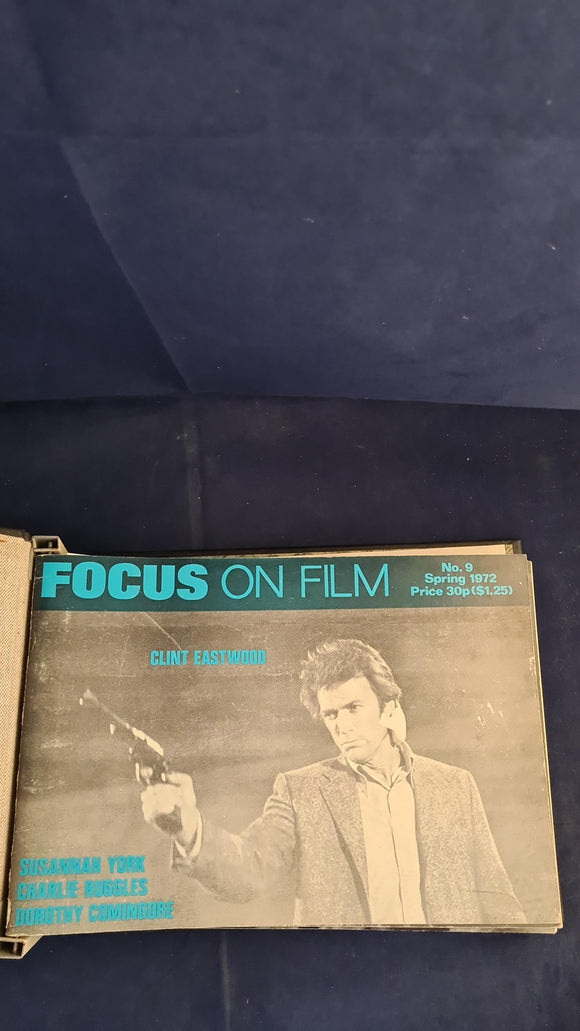 FOCUS ON FILM
No. 9
Spring 1972
Price 30p ($1.25)
CLINT EASTWOOD
SUSANNAH YORK
CHARLIE RUGGLES
DOROTHY COMINGORE